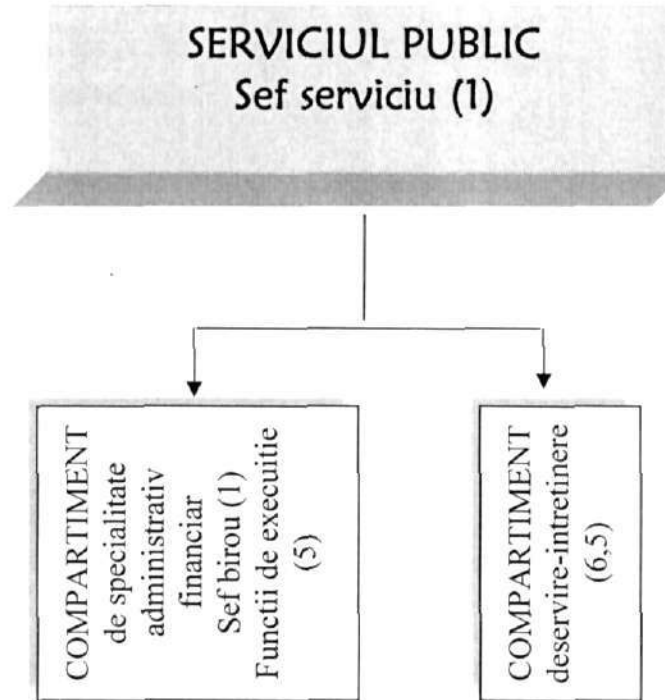 SERVICIUL PUBLIC
Sef serviciu (1)
COMPARTIMENT
de specialitate
administrativ
financiar
Sef birou (1)
Functii de execuitie
(5)
COMPARTIMENT
deservire-intretinere
(6,5)